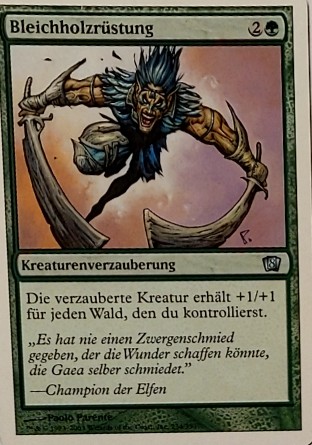 Bleichholzrüstung 2
Kreaturenverzauberung
Die verzauberte Kreatur erhält +1/+1
für jeden Wald, den du kontrollierst.
„Es hat nie einen Zwergenschmied
gegeben, der die Wunder schaffen könnte,
die Gaea selber schmiedet.”
—Champion der Elfen
Paolo Parente